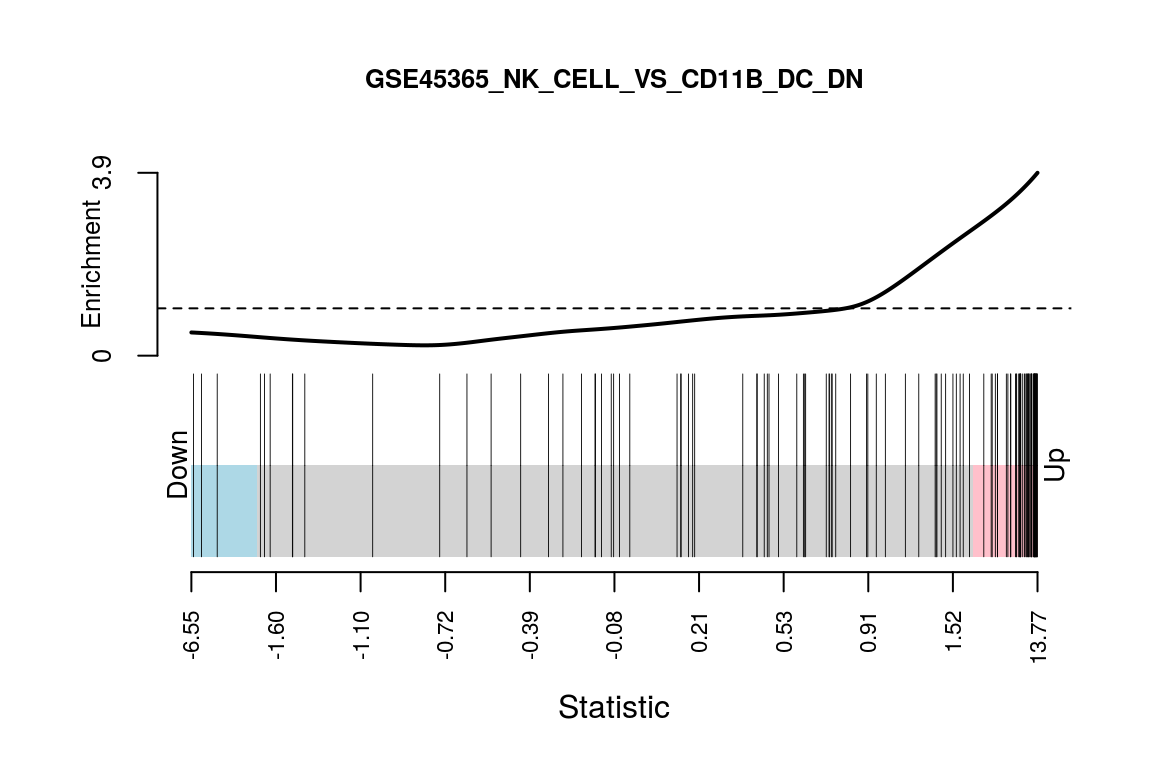 GSE45365_NK_CELL_VS_CD11B_DC_DN
Enrichment
3.9
0
Down
Up
-6.55
-1.60
-1.10
-0.72
-0.39
-0.08
0.21
0.53
0.91
1.52
13.77
Statistic